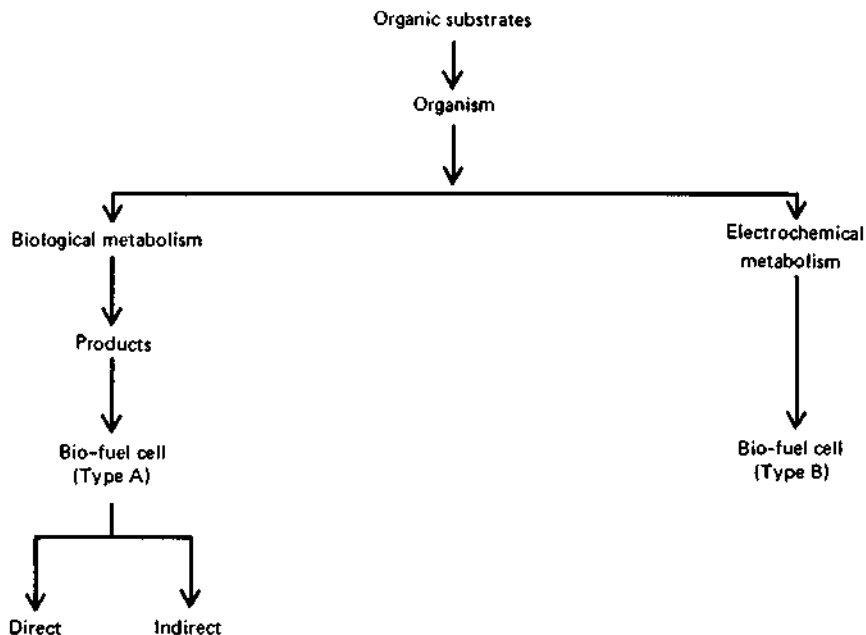 Organic substrates
Organism
Biological metabolism
Electrochemical
metabolism
Products
Bio-fuel cell
(Type A)
Bio-fuel cell
(Type B)
Direct
Indirect